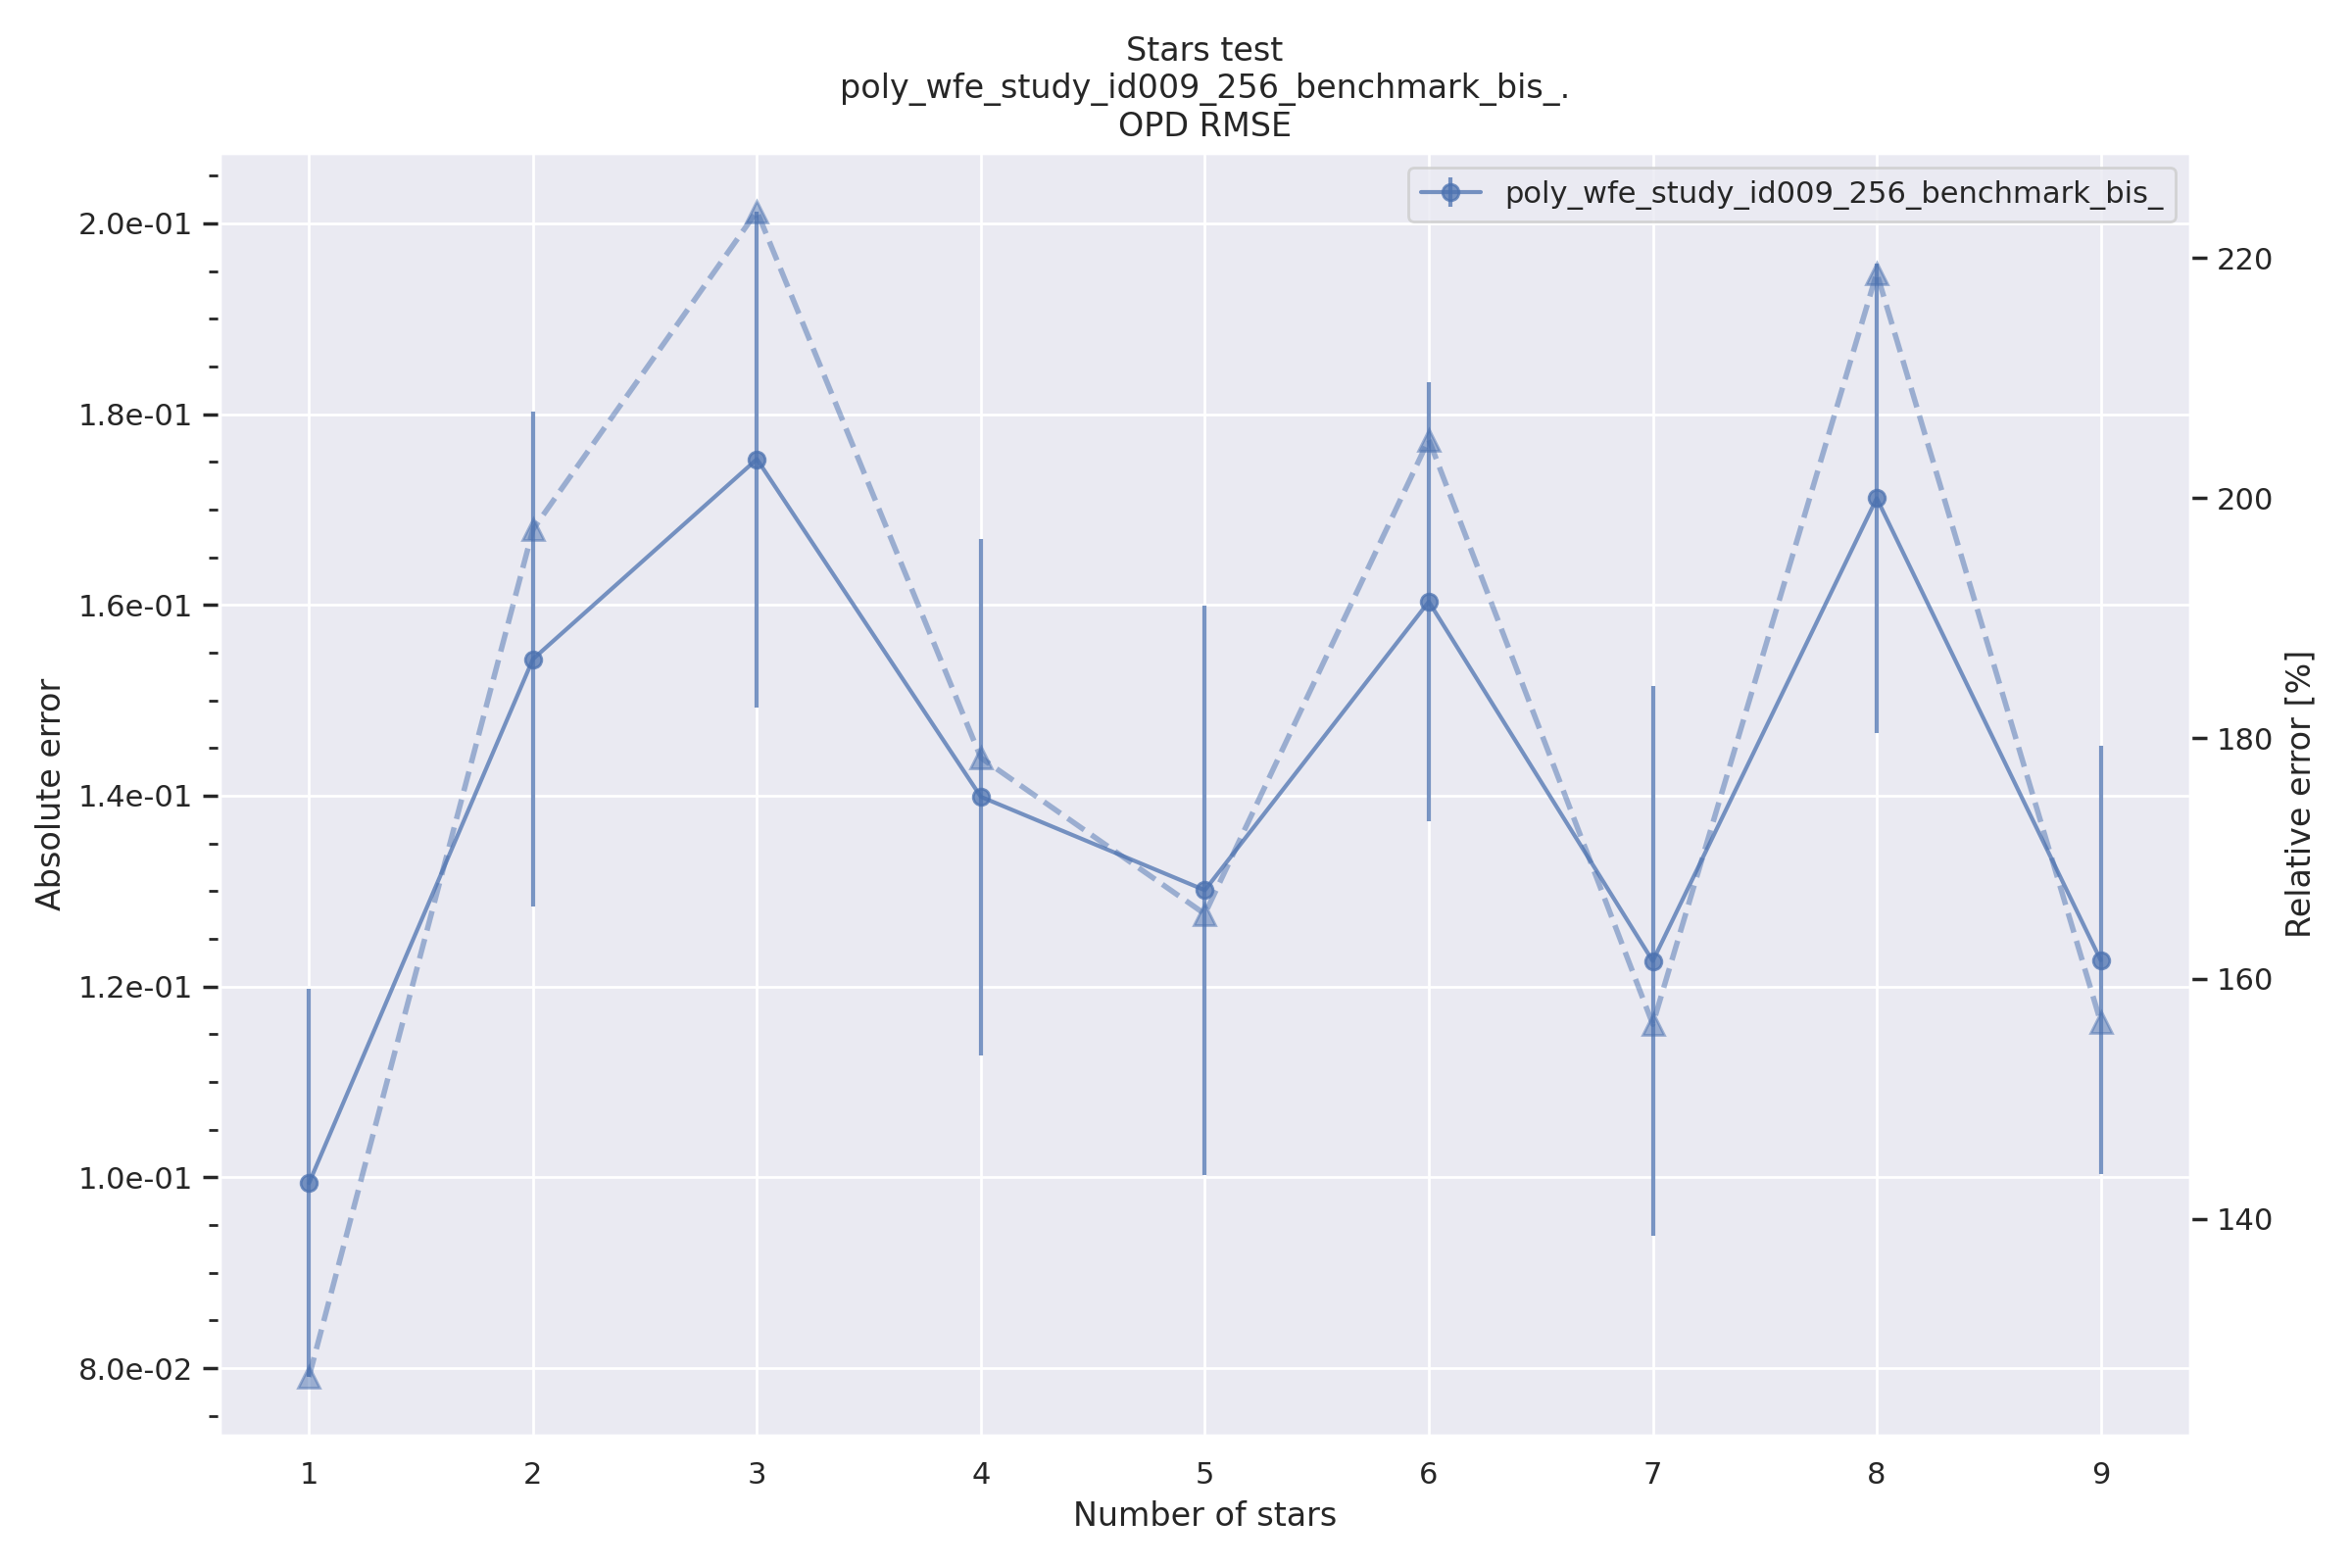 Stars test
poly_wfe_study_id009_256_benchmark_bis_.
OPD RMSE
poly_wfe_study_id009_256_benchmark_bis_
Absolute error
2.0e-01
1.8e-01
1.6e-01
1.4e-01
1.2e-01
1.0e-01
8.0e-02
220
200
180
160
140
Relative error [%]
1 2 3 4 5 6 7 8 9
Number of stars